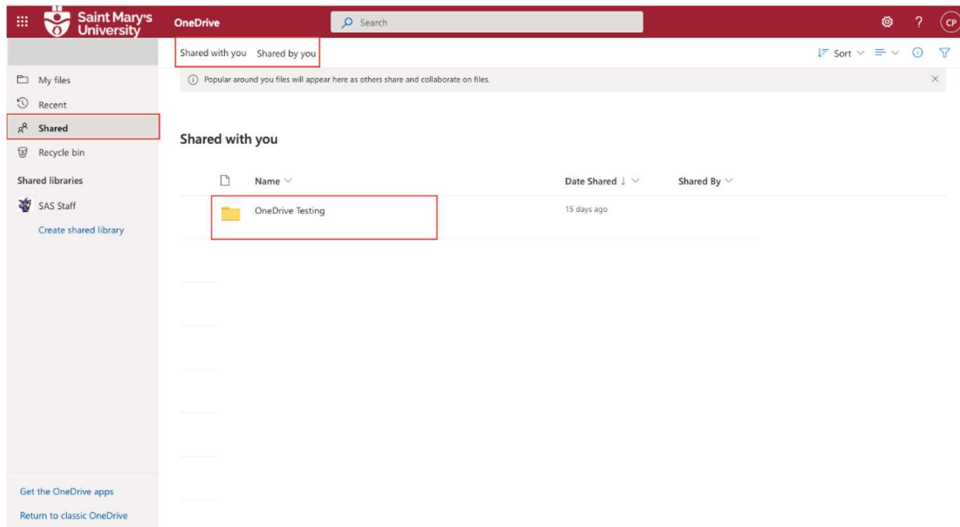 Saint Mary's
University
OneDrive
Search
?
CP
Shared with you Shared by you
Sort
Popular around you files will appear here as others share and collaborate on files.
My files
Recent
Shared
Recycle bin
Shared libraries
SAS Staff
Create shared library
Get the OneDrive apps
Return to classic OneDrive
Shared with you
Name Date Shared ↓ Shared By
OneDrive Testing 15 days ago